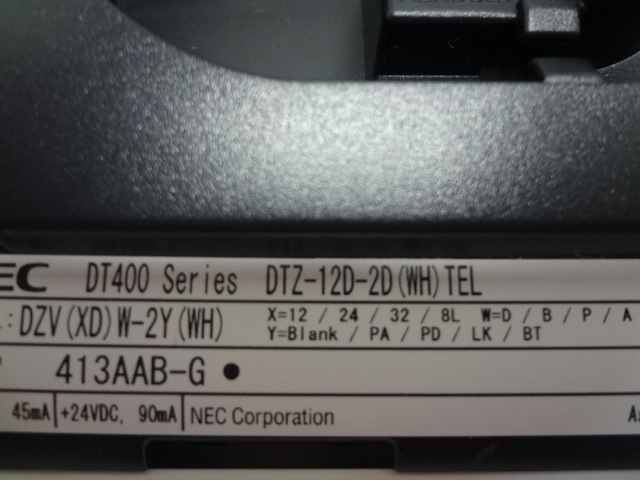 EC DT400 Series DTZ-12D-2D(WH)TEL
: DZV(XD)W-2Y(WH) X=12 / 24 / 32 / 8L W=D / B / P / A
Y=Blank / PA / PD / LK / BT
413AAB-G ●
45mA +24VDC, 90mA NEC Corporation